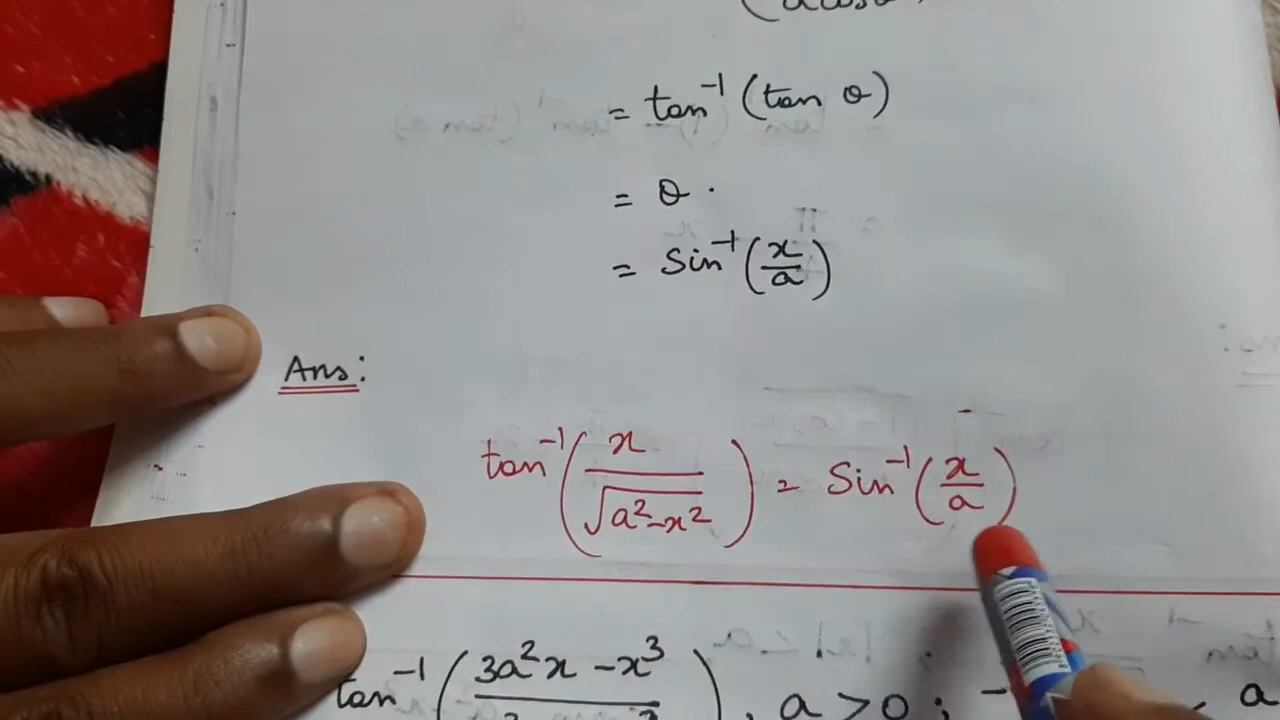 = tan⁻¹ (tan θ)
= θ .
= Sin⁻¹ (x/a)
Ans:
tan⁻¹ (x/√(a²-x²)) = Sin⁻¹ (x/a)
tan⁻¹ (3a²x - x³ , a > 0 ; - , a